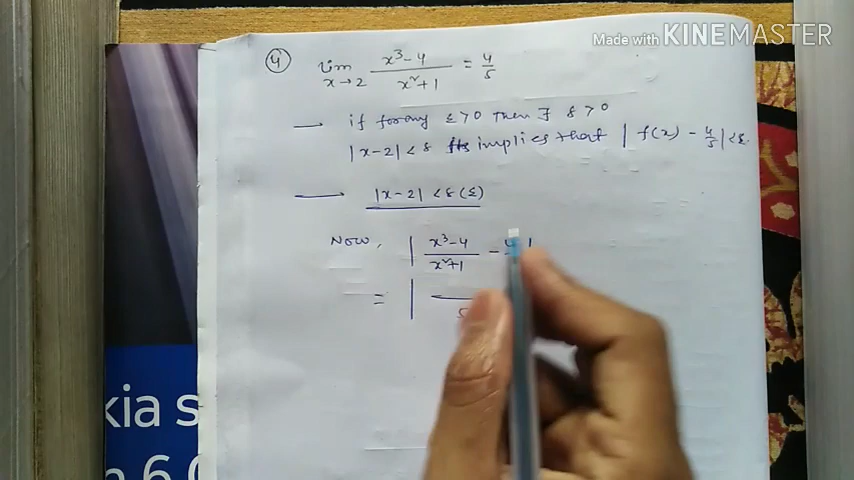 Made with KINEMASTER
④ lim x→2 x³-4 / x²+1 = 4/5
→ if for any ε>0 then ∃ δ>0
|x-2|<δ implies that | f(x) - 4/5 | < ε.
→ |x-2| < δ(ε)
Now, | x³-4 / x²+1 - 4 |
= |
kia s